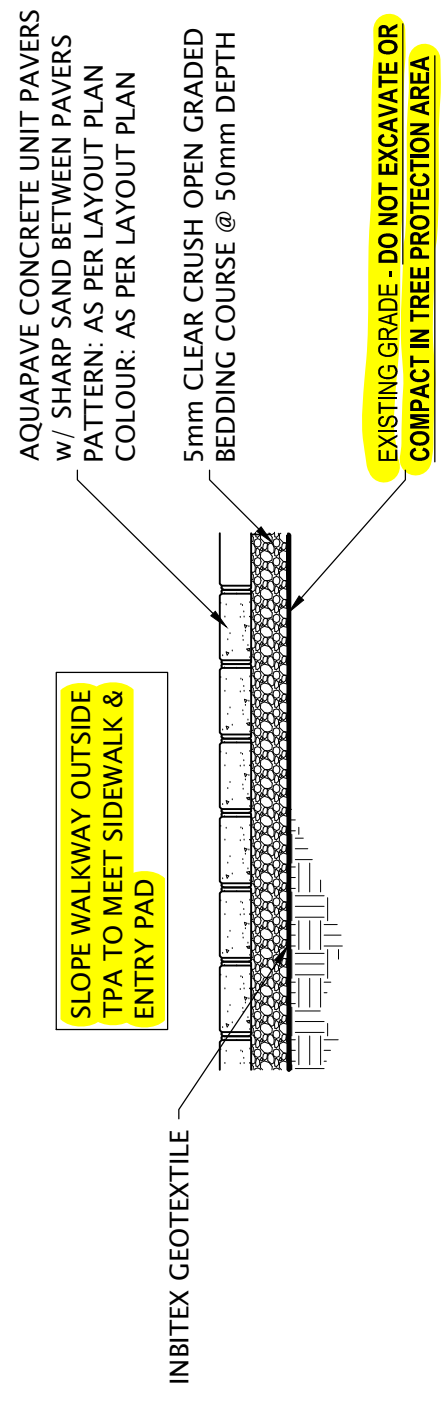 AQUAPAVE CONCRETE UNIT PAVERS
w/ SHARP SAND BETWEEN PAVERS
PATTERN: AS PER LAYOUT PLAN
COLOUR: AS PER LAYOUT PLAN
5mm CLEAR CRUSH OPEN GRADED
BEDDING COURSE @ 50mm DEPTH
EXISTING GRADE - DO NOT EXCAVATE OR
COMPACT IN TREE PROTECTION AREA
SLOPE WALKWAY OUTSIDE
TPA TO MEET SIDEWALK &
ENTRY PAD
INBITEX GEOTEXTILE